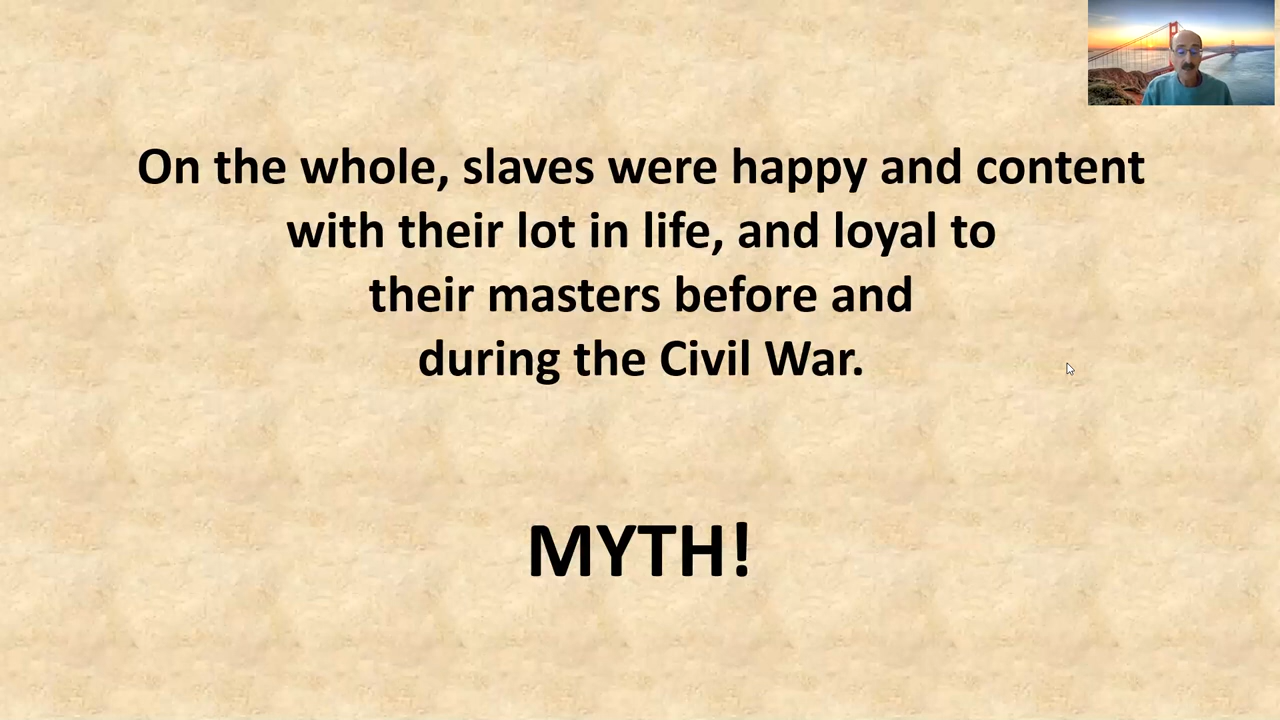 On the whole, slaves were happy and content
with their lot in life, and loyal to
their masters before and
during the Civil War.
MYTH!